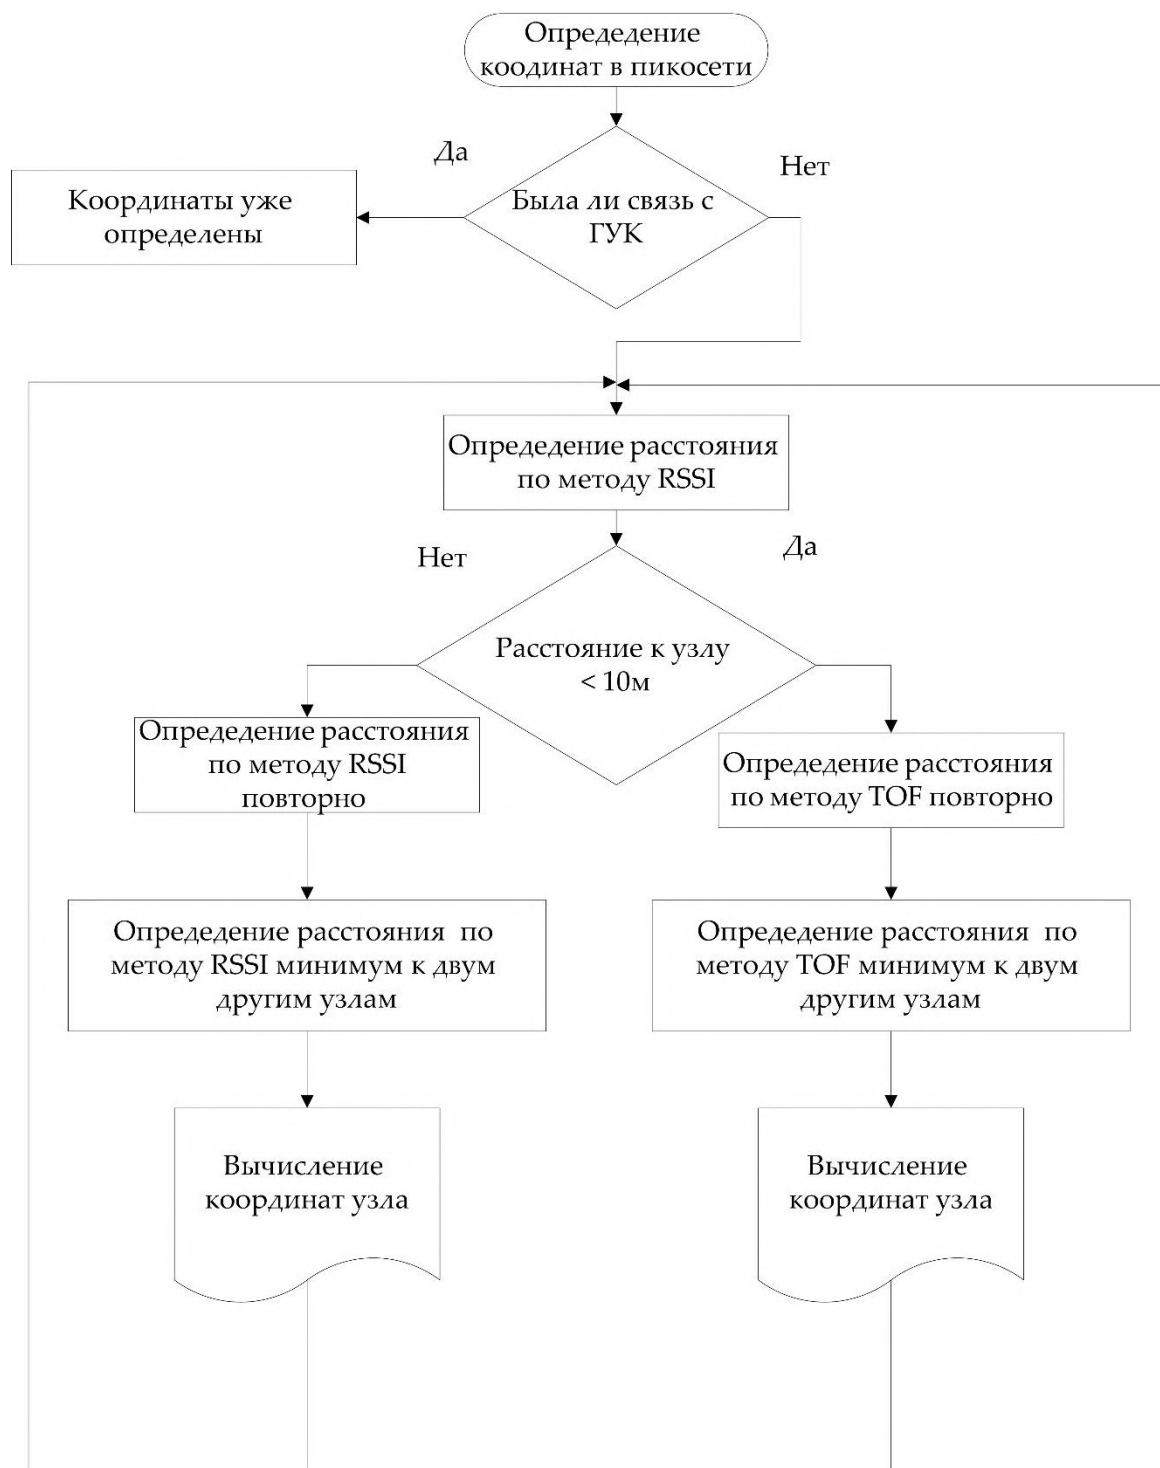 Опредедение
коодинат в пикосети
Да
Нет
Была ли связь с
ГУК
Координаты уже
определены
Опредедение расстояния
по методу RSSI
Нет
Да
Расстояние к узлу
< 10м
Опредедение расстояния
по методу RSSI
повторно
Опредедение расстояния
по методу TOF повторно
Опредедение расстояния по
методу RSSI минимум к двум
другим узлам
Опредедение расстояния по
методу TOF минимум к двум
другим узлам
Вычисление
координат узла
Вычисление
координат узла